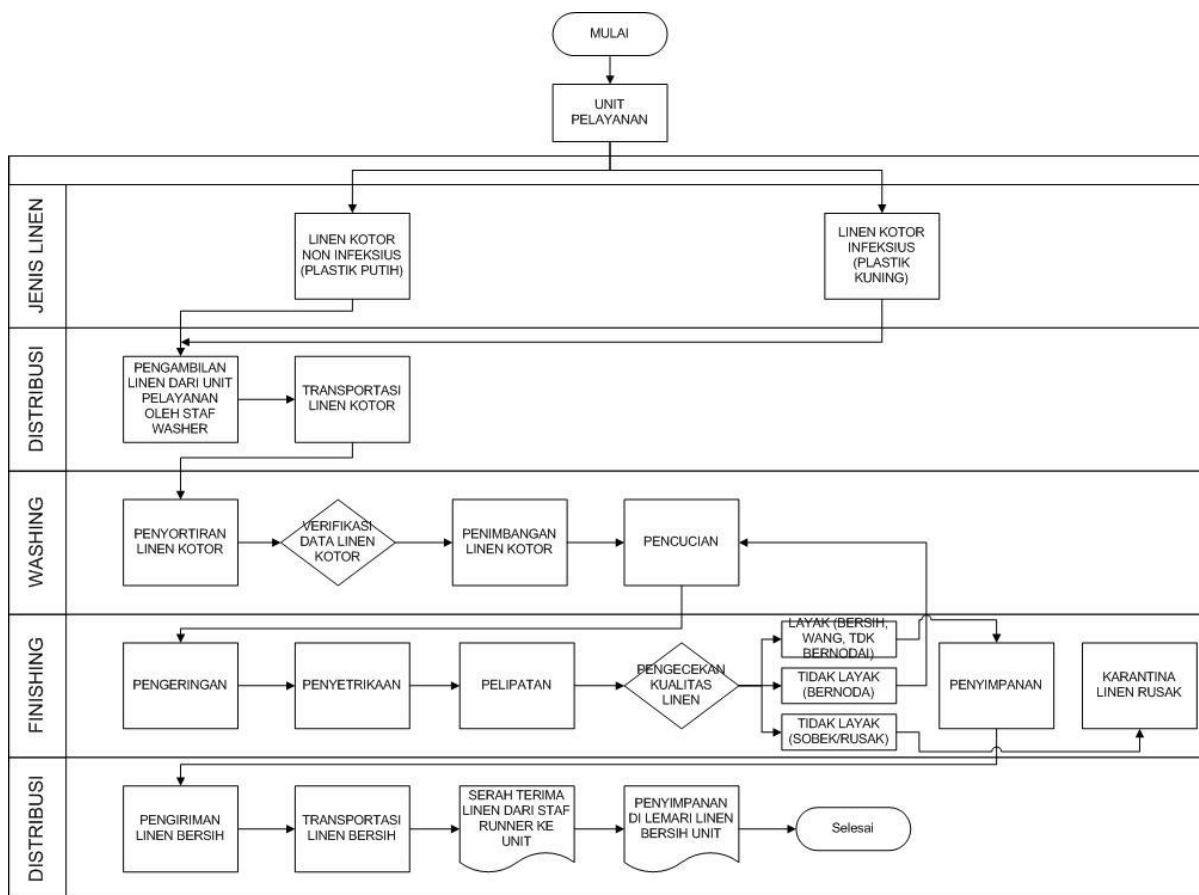 MULAI
UNIT
PELAYANAN
JENIS LINEN
LINEN KOTOR
NON INFEKSIUS
(PLASTIK PUTIH)
LINEN KOTOR
INFEKSIUS
(PLASTIK
KUNING)
DISTRIBUSI
PENGAMBILAN
LINEN DARI UNIT
PELAYANAN
OLEH STAF
WASHER
TRANSPORTASI
LINEN KOTOR
WASHING
PENYORTIRAN
LINEN KOTOR
VERIFIKASI
DATA LINEN
KOTOR
PENIMBANGAN
LINEN KOTOR
PENCUCIAN
FINISHING
PENGERINGAN
PENYETRIKAAN
PELIPATAN
PENGECEKAN
KUALITAS
LINEN
LAYAK (BERSIH,
WANG, TDK
BERNODAI)
TIDAK LAYAK
(BERNODA)
TIDAK LAYAK
(SOBEK/RUSAK)
PENYIMPANAN
KARANTINA
LINEN RUSAK
DISTRIBUSI
PENGIRIMAN
LINEN BERSIH
TRANSPORTASI
LINEN BERSIH
SERAH TERIMA
LINEN DARI STAF
RUNNER KE
UNIT
PENYIMPANAN
DI LEMARI LINEN
BERSIH UNIT
Selesai